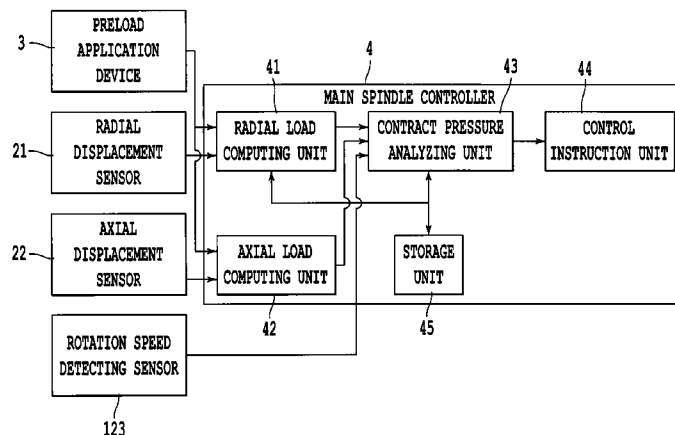 PRELOAD
APPLICATION
DEVICE
3
4
MAIN SPINDLE CONTROLLER
41
RADIAL LOAD
COMPUTING UNIT
43
CONTRACT PRESSURE
ANALYZING UNIT
44
CONTROL
INSTRUCTION UNIT
RADIAL
DISPLACEMENT
SENSOR
21
AXIAL
DISPLACEMENT
SENSOR
22
AXIAL LOAD
COMPUTING UNIT
42
STORAGE
UNIT
45
ROTATION SPEED
DETECTING SENSOR
123